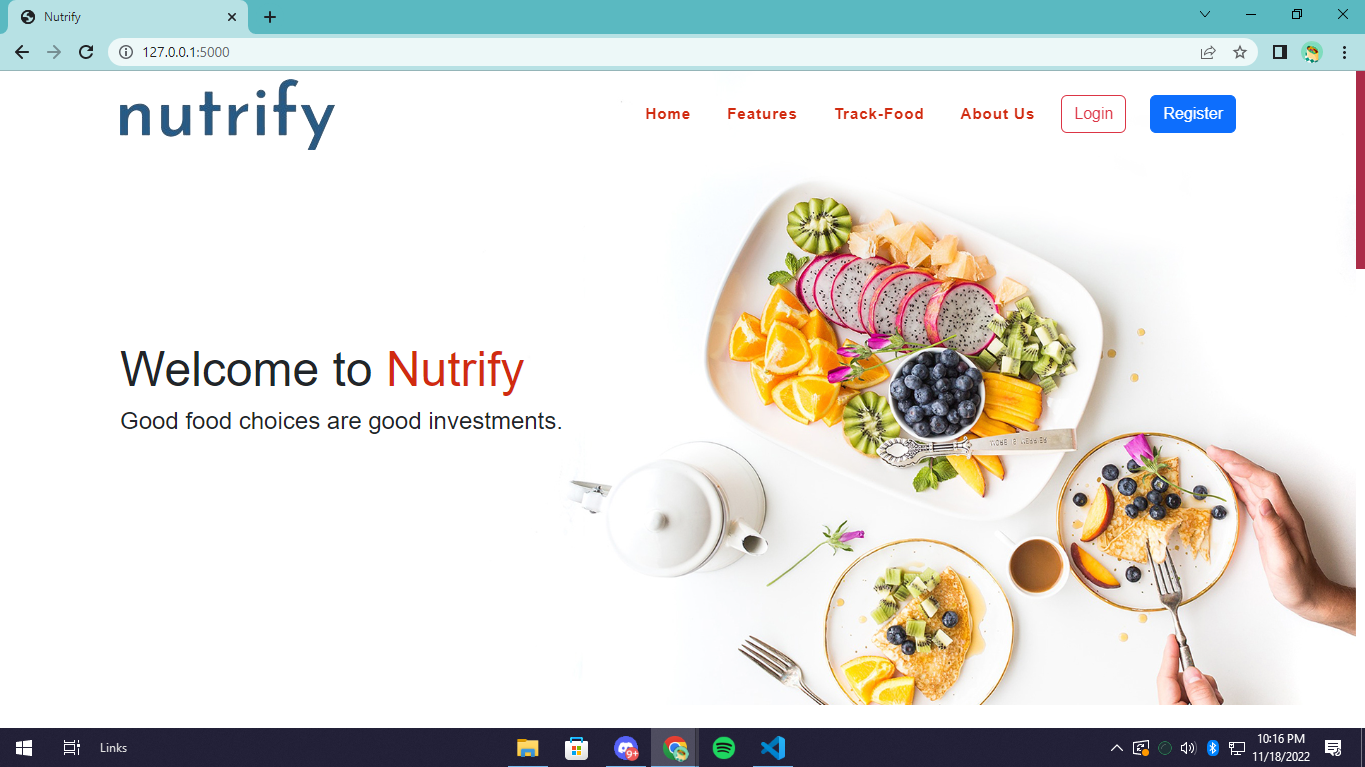 Nutrify
127.0.0.1:5000
nutrify
Home Features Track-Food About Us Login Register
Welcome to Nutrify
Good food choices are good investments.
Links
9+
10:16 PM
11/18/2022